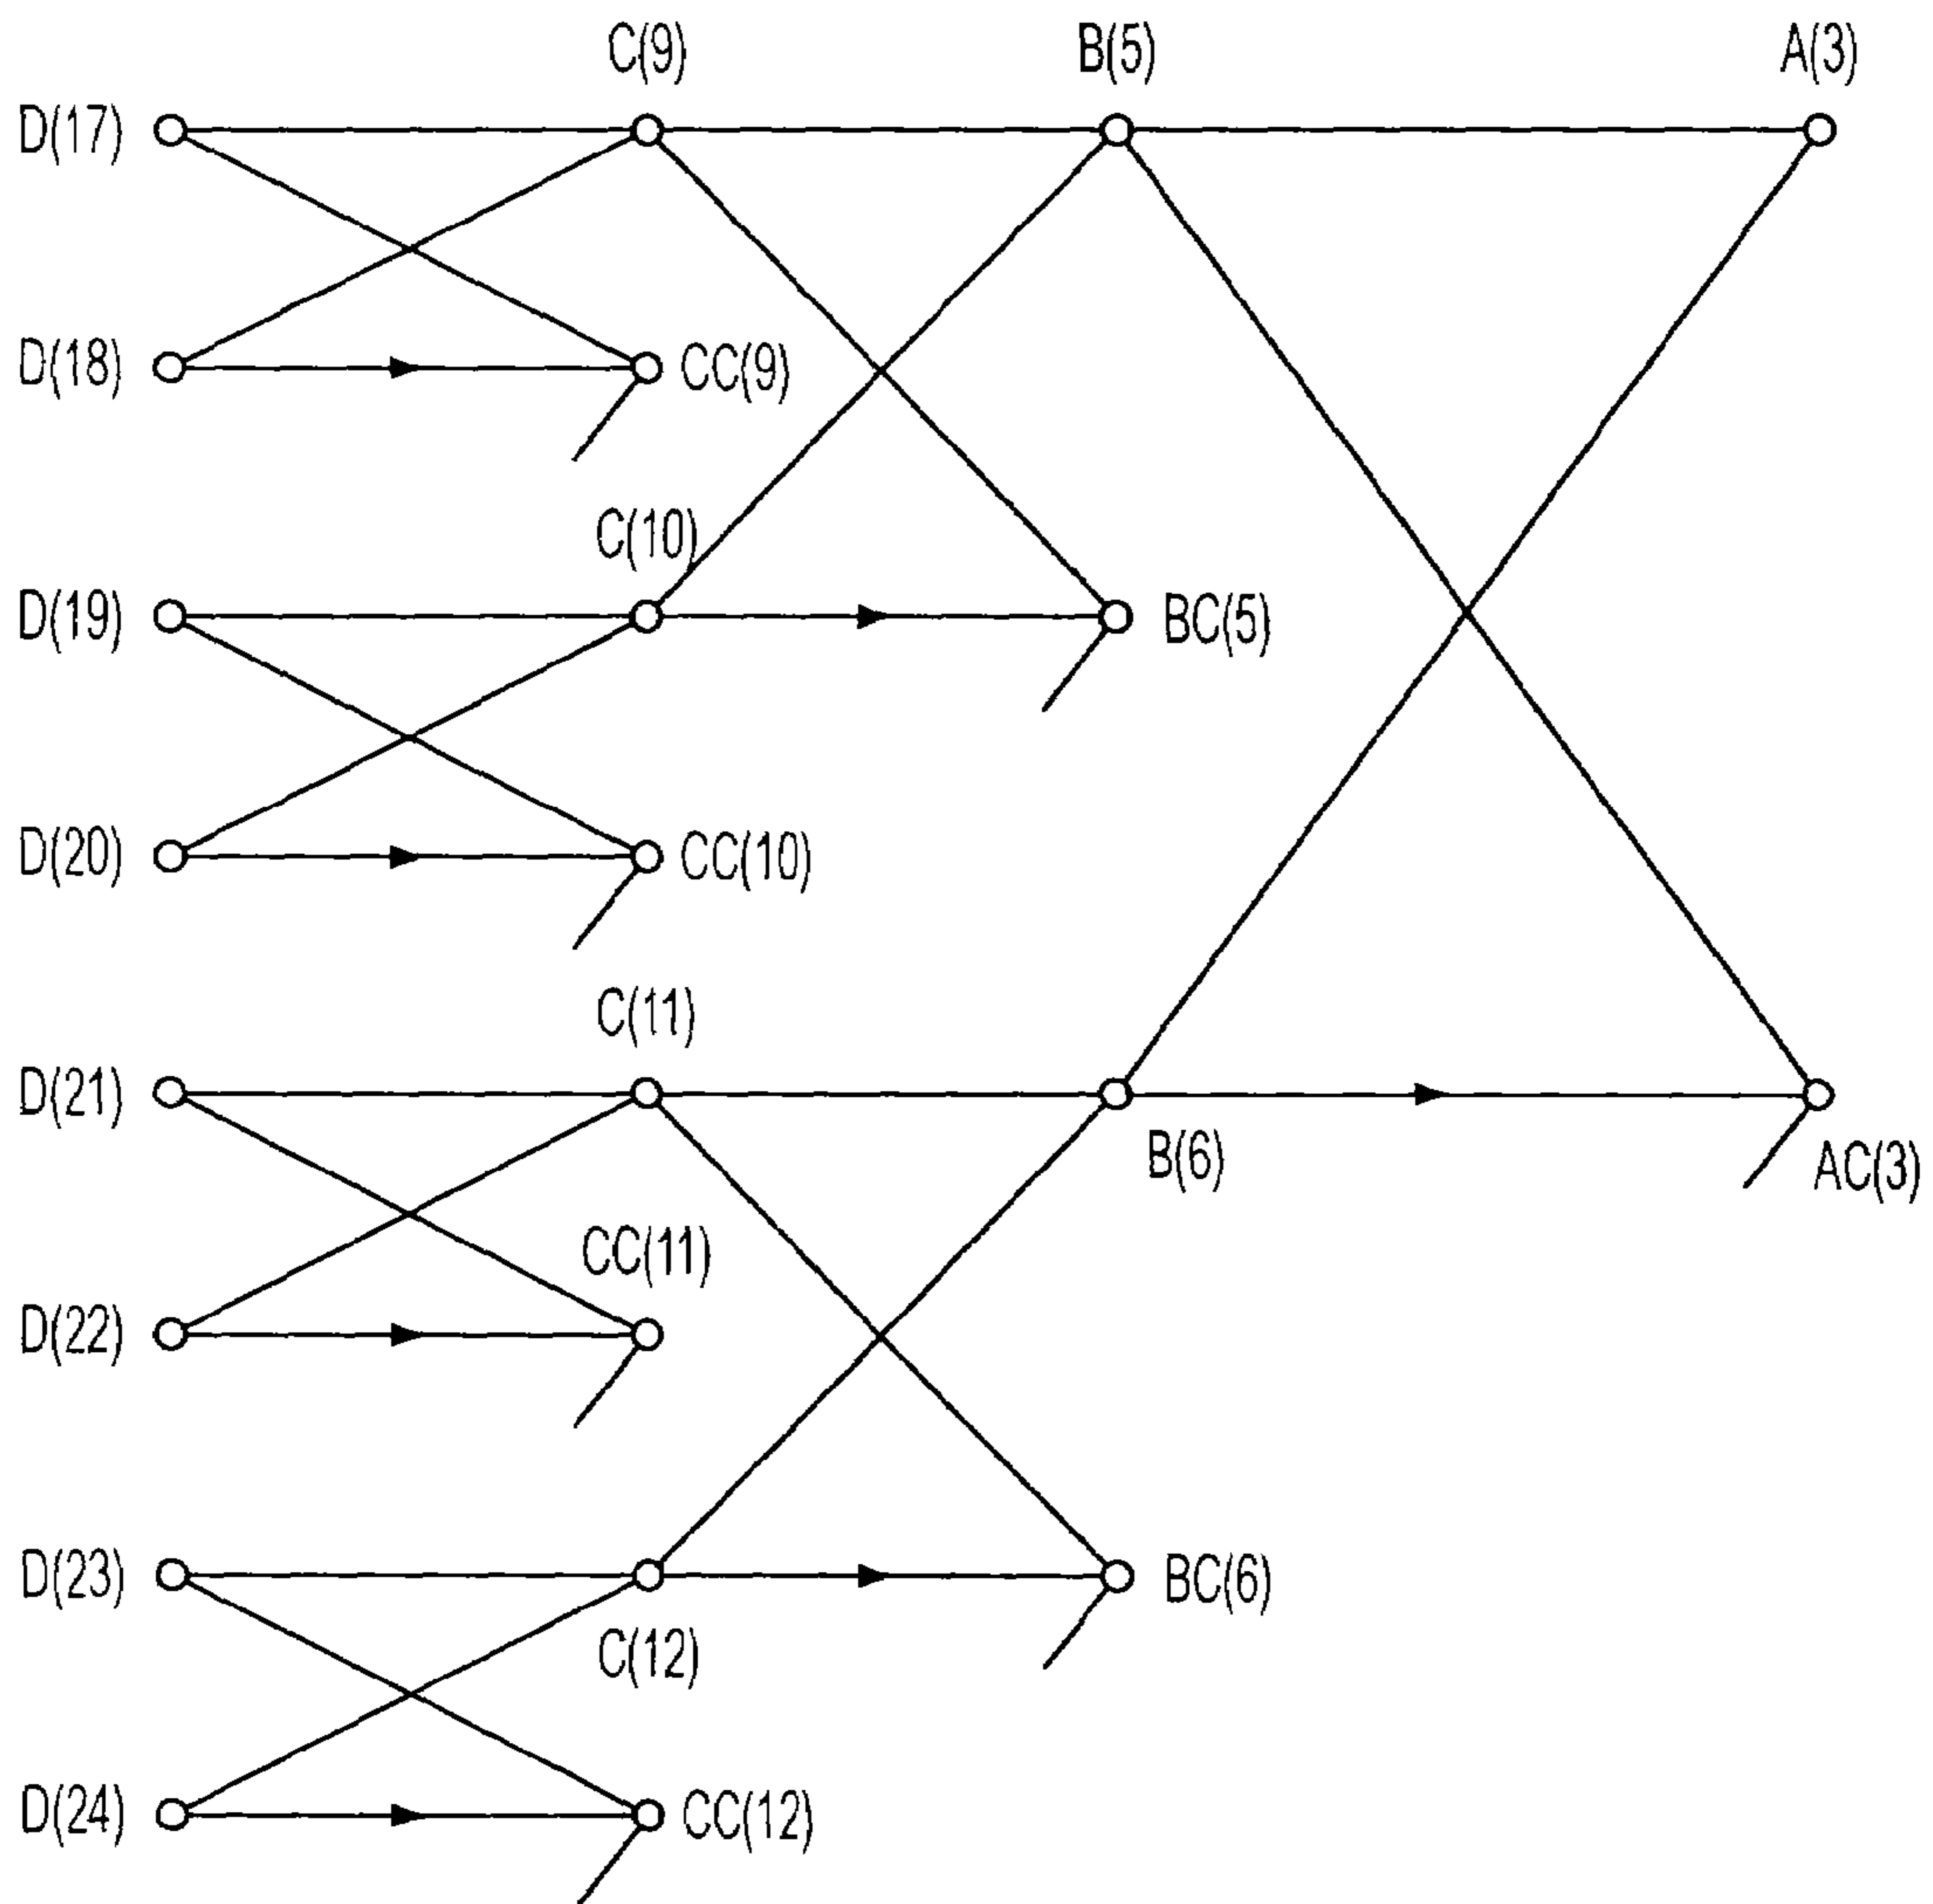 C(9)
B(5)
A(3)
D(17)
D(18)
CC(9)
C(10)
D(19)
BC(5)
D(20)
CC(10)
C(11)
D(21)
B(6)
AC(3)
CC(11)
D(22)
D(23)
BC(6)
C(12)
D(24)
CC(12)